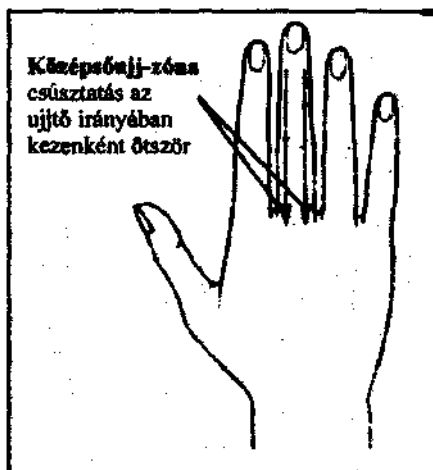 Középsőujj-zóna
csúsztatás az
ujjtő irányában
kezenként ötször